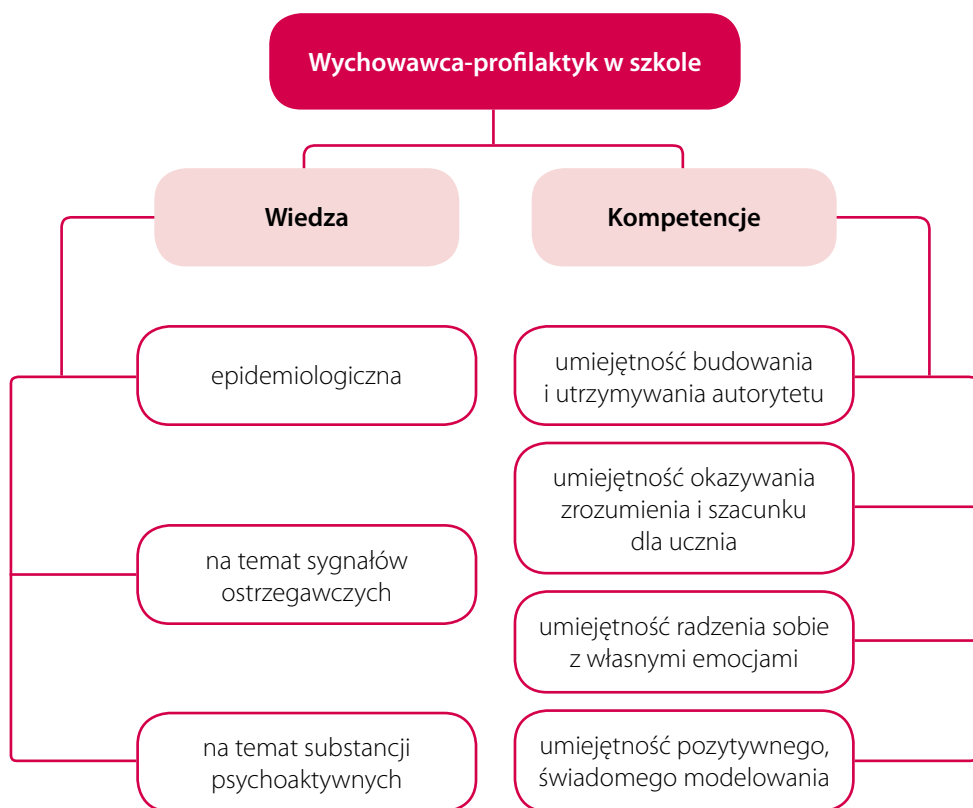 Wychowawca-profilaktyk w szkole
Wiedza
epidemiologiczna
na temat sygnałów
ostrzegawczych
na temat substancji
psychoaktywnych
Kompetencje
umiejętność budowania
i utrzymywania autorytetu
umiejętność okazywania
zrozumienia i szacunku
dla ucznia
umiejętność radzenia sobie
z własnymi emocjami
umiejętność pozytywnego,
świadomego modelowania